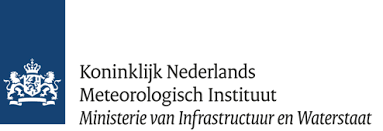 Koninklijk Nederlands
Meteorologisch Instituut
Ministerie van Infrastructuur en Waterstaat